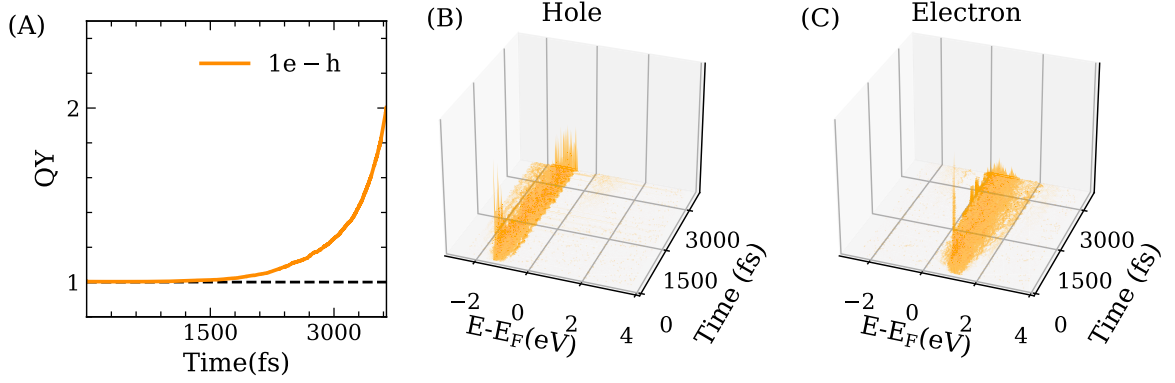 (A)
QY
2
1
1e − h
1500
3000
Time(fs)
(B)
Hole
−2
0
2
4
E-E_F(eV)
0
1500
3000
Time (fs)
(C)
Electron
−2
0
2
4
E-E_F(eV)
0
1500
3000
Time (fs)